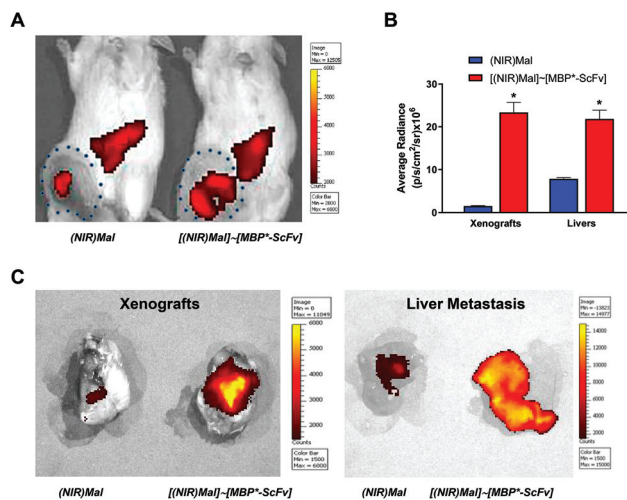 A
Image
Min = 0
Max = 12505
6000
5000
4000
3000
2000
Counts
Color Bar
Min = 2000
Max = 6000
(NIR)Mal
[(NIR)Mal]~[MBP*-ScFv]
B
(NIR)Mal
[(NIR)Mal]~[MBP*-ScFv]
Average Radiance
(p/s/cm²/sr)x10⁶
30
20
10
0
*
*
Xenografts
Livers
C
Xenografts
Image
Min = 0
Max = 11049
6000
5000
4000
3000
2000
Counts
Color Bar
Min = 1500
Max = 6000
(NIR)Mal
[(NIR)Mal]~[MBP*-ScFv]
Liver Metastasis
Image
Min = -13823
Max = 14977
14000
12000
10000
8000
6000
4000
2000
Counts
Color Bar
Min = 1500
Max = 15000
(NIR)Mal
[(NIR)Mal]~[MBP*-ScFv]